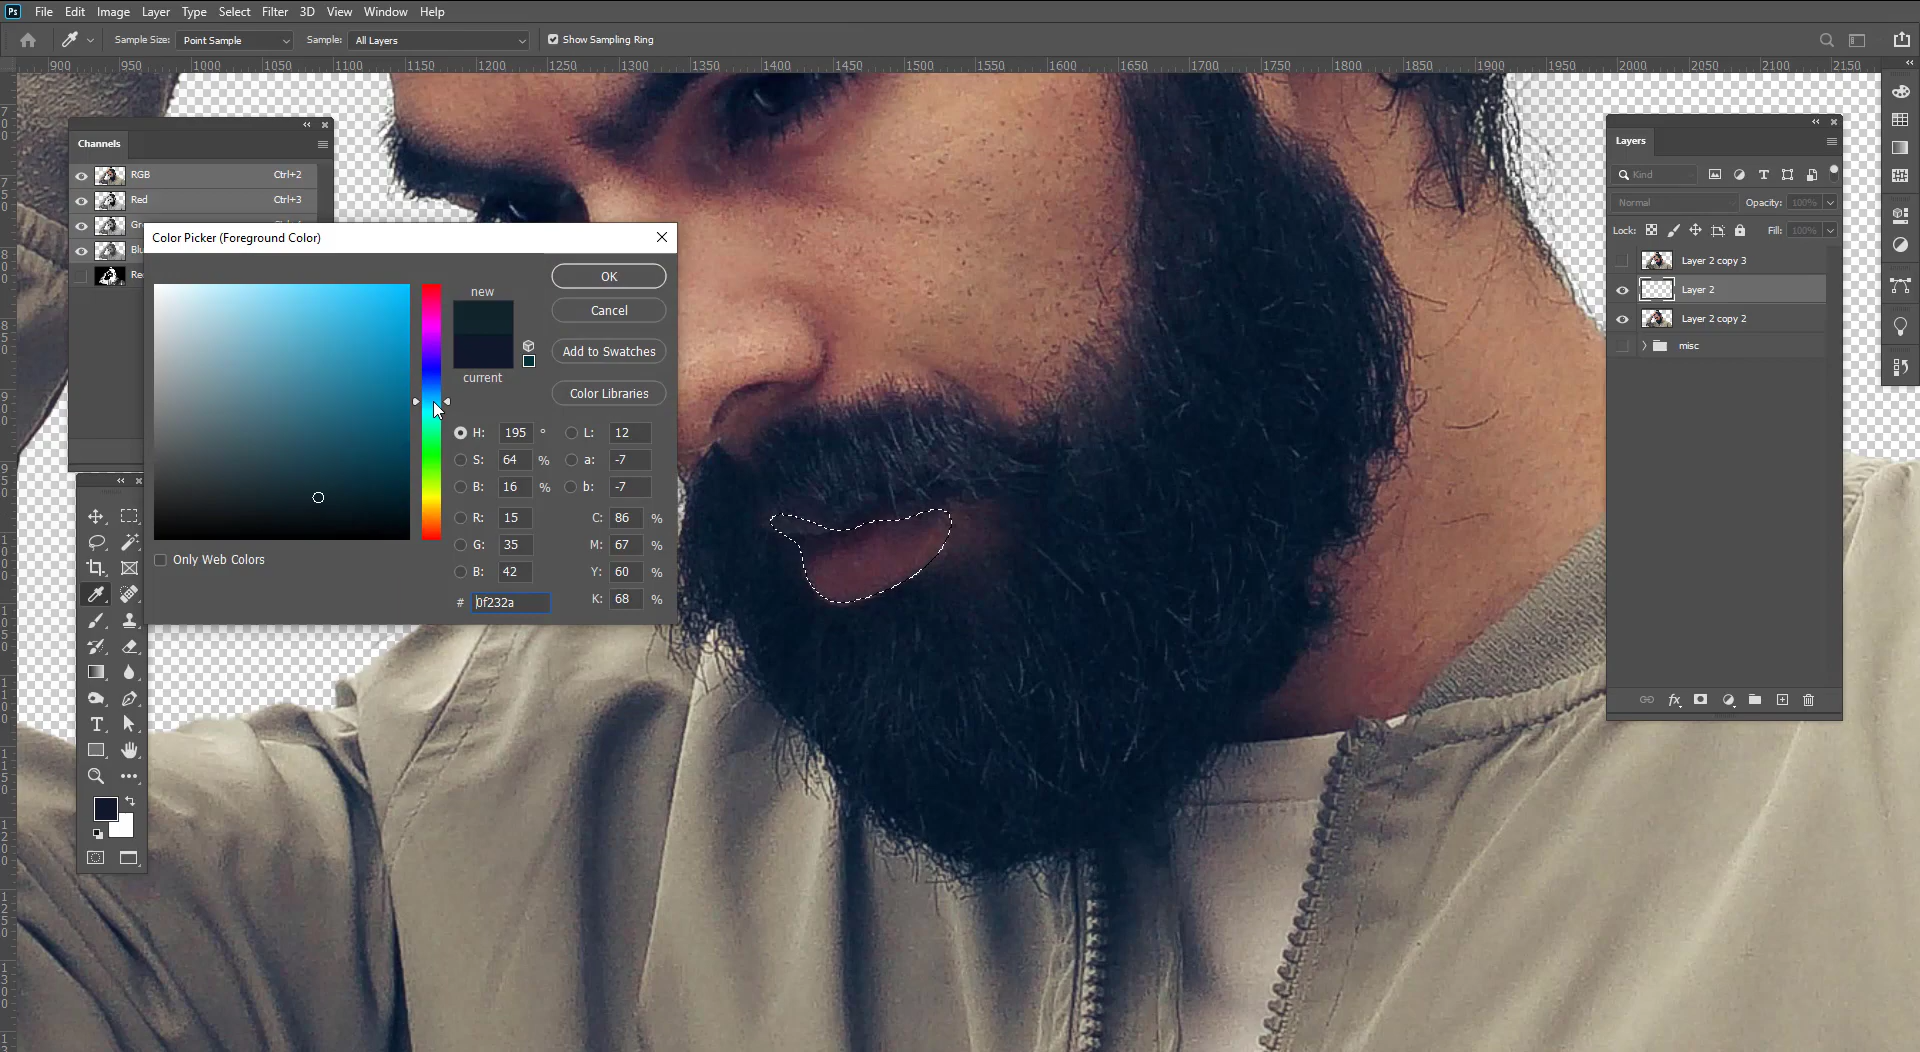 Ps File Edit Image Layer Type Select Filter 3D View Window Help
Sample Size: Point Sample Sample: All Layers Show Sampling Ring
900 950 1000 1050 1100 1150 1200 1250 1300 1350 1400 1450 1500 1550 1600 1650 1700 1750 1800 1850 1900 1950 2000 2050 2100 2150
Channels
RGB Ctrl+2
Red Ctrl+3
Color Picker (Foreground Color)
new
current
OK
Cancel
Add to Swatches
Color Libraries
H: 195 °
S: 64 %
B: 16 %
R: 15
G: 35
B: 42
# 0f232a
L: 12
a: -7
b: -7
C: 86 %
M: 67 %
Y: 60 %
K: 68 %
Only Web Colors
Layers
Kind
Normal Opacity: 100%
Lock: Fill: 100%
Layer 2 copy 3
Layer 2
Layer 2 copy 2
misc